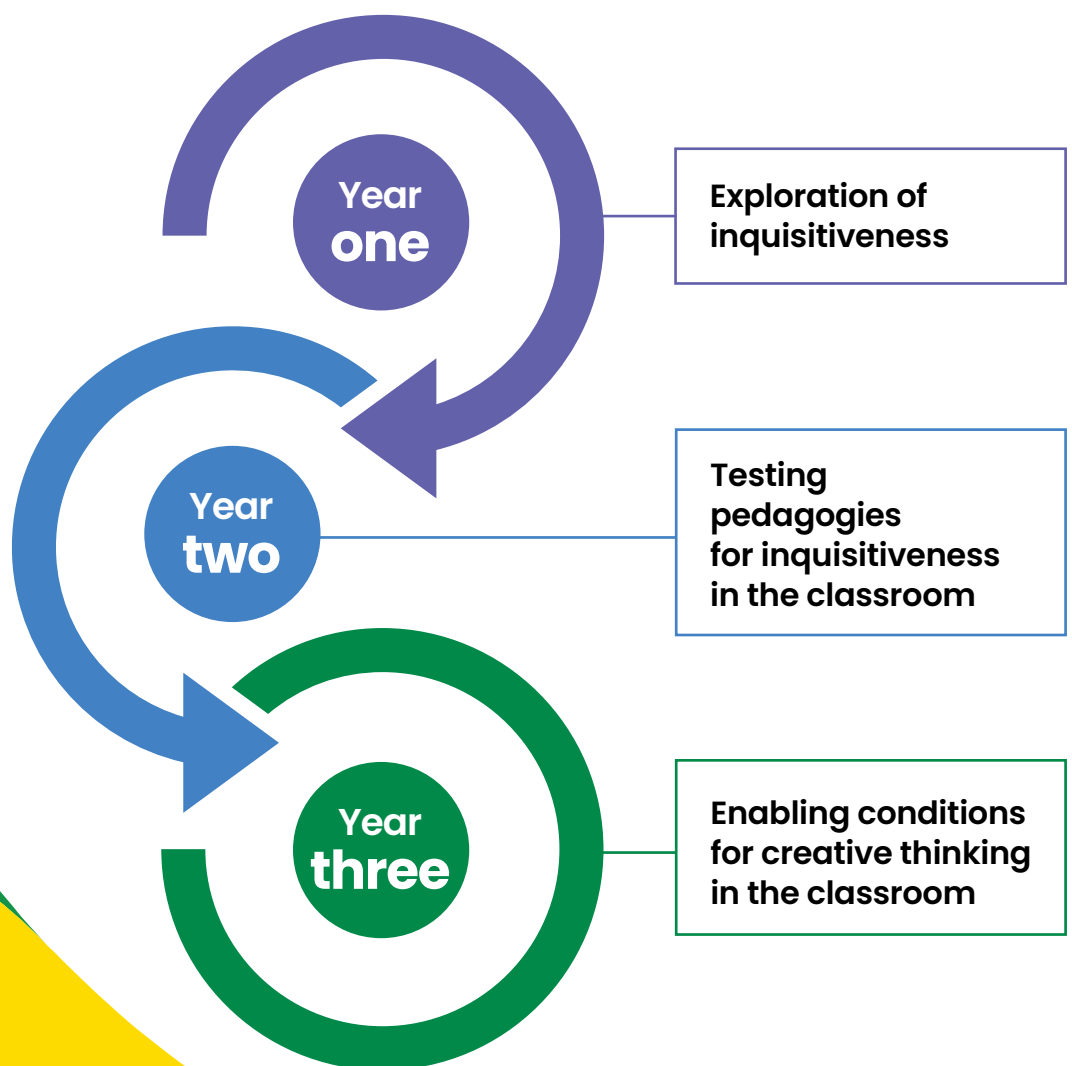 Year
one
Exploration of
inquisitiveness
Year
two
Testing
pedagogies
for inquisitiveness
in the classroom
Year
three
Enabling conditions
for creative thinking
in the classroom